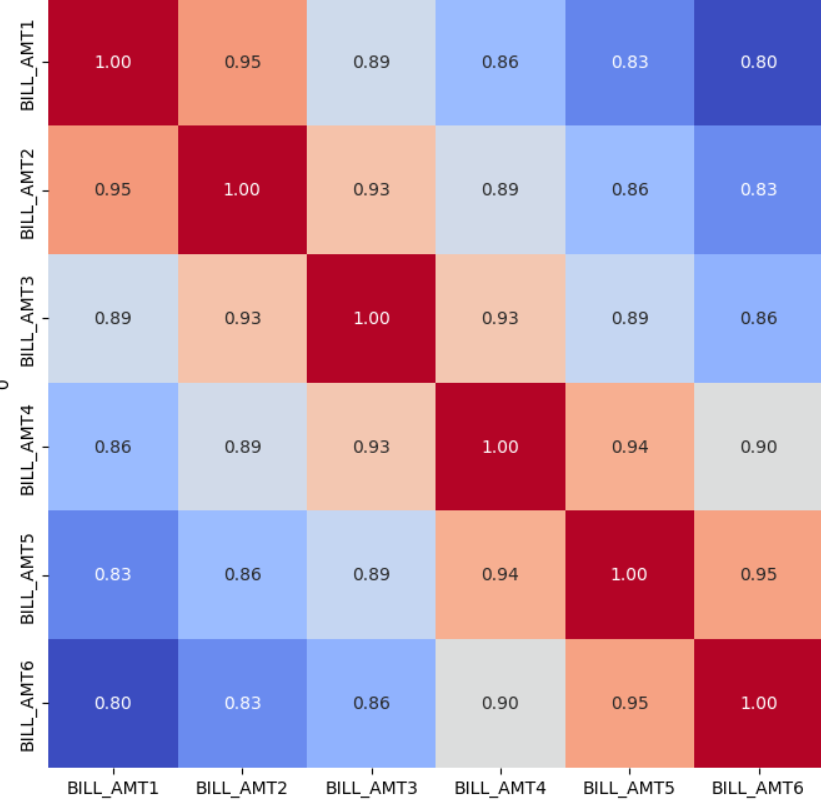 BILL_AMT1 1.00 0.95 0.89 0.86 0.83 0.80
BILL_AMT2 0.95 1.00 0.93 0.89 0.86 0.83
BILL_AMT3 0.89 0.93 1.00 0.93 0.89 0.86
BILL_AMT4 0.86 0.89 0.93 1.00 0.94 0.90
BILL_AMT5 0.83 0.86 0.89 0.94 1.00 0.95
BILL_AMT6 0.80 0.83 0.86 0.90 0.95 1.00
BILL_AMT1 BILL_AMT2 BILL_AMT3 BILL_AMT4 BILL_AMT5 BILL_AMT6